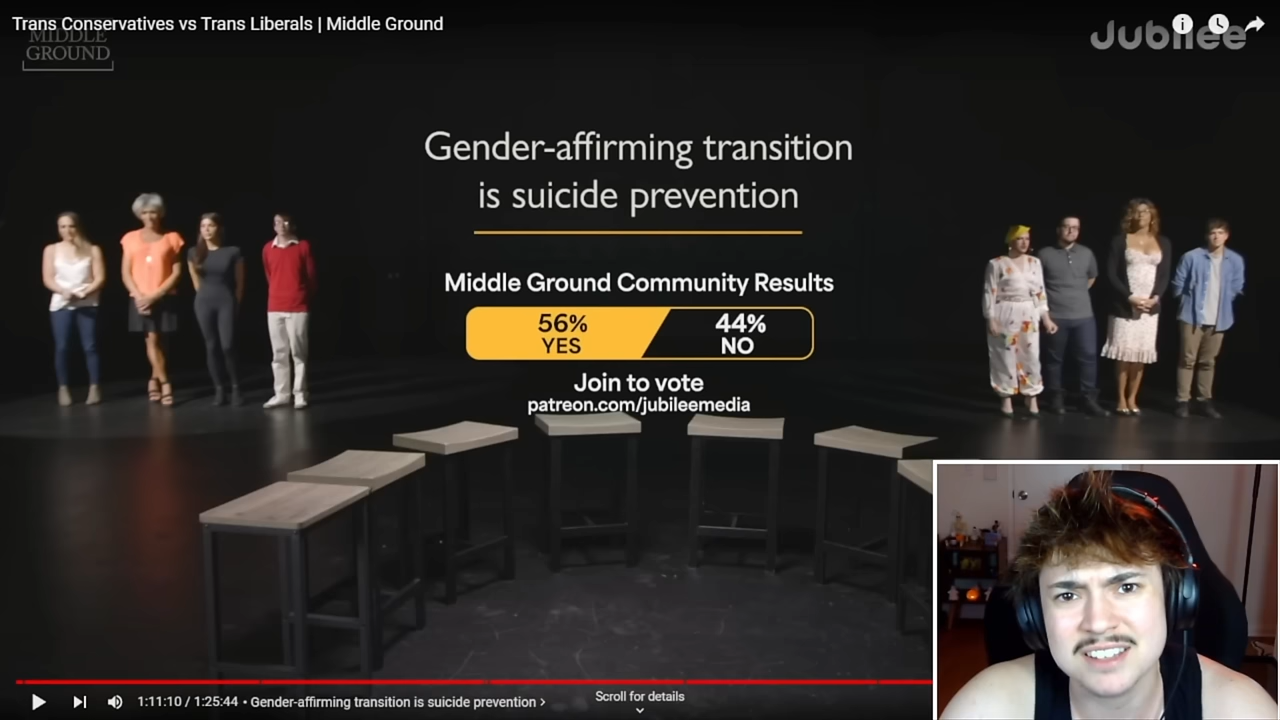 Trans Conservatives vs Trans Liberals | Middle Ground
MIDDLE
GROUND
Jubilee
Gender-affirming transition
is suicide prevention
Middle Ground Community Results
56%
YES
44%
NO
Join to vote
patreon.com/jubileemedia
1:11:10 / 1:25:44 • Gender-affirming transition is suicide prevention ›
Scroll for details